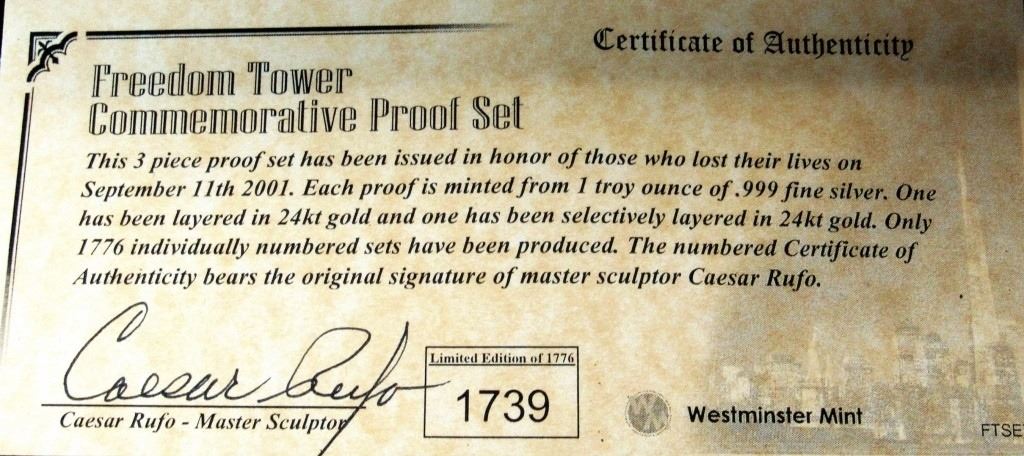 Certificate of Authenticity
Freedom Tower
Commemorative Proof Set
This 3 piece proof set has been issued in honor of those who lost their lives on
September 11th 2001. Each proof is minted from 1 troy ounce of .999 fine silver. One
has been layered in 24kt gold and one has been selectively layered in 24kt gold. Only
1776 individually numbered sets have been produced. The numbered Certificate of
Authenticity bears the original signature of master sculptor Caesar Rufo.
Caesar Rufo
Caesar Rufo - Master Sculptor
Limited Edition of 1776
1739
Westminster Mint
FTSE